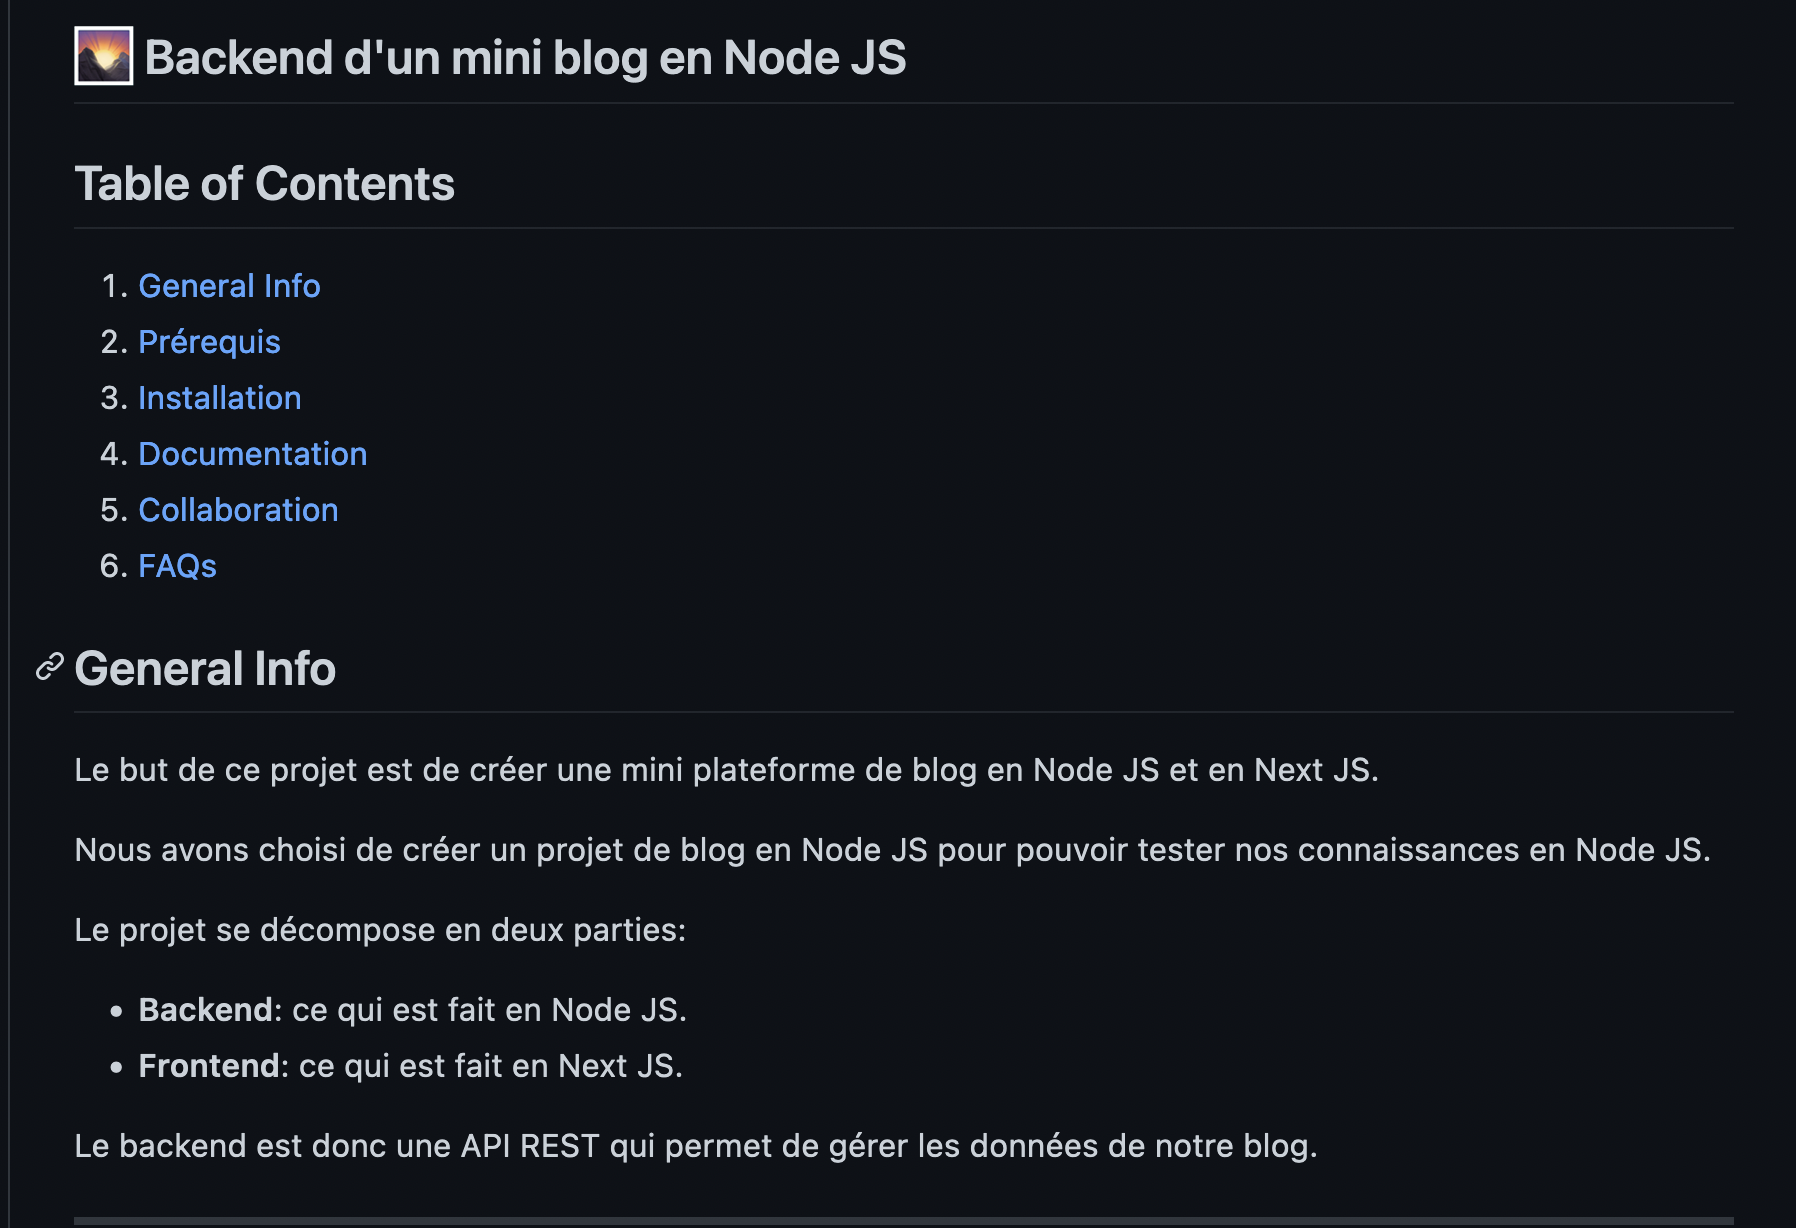 Backend d'un mini blog en Node JS
Table of Contents
1. General Info
2. Prérequis
3. Installation
4. Documentation
5. Collaboration
6. FAQs
General Info
Le but de ce projet est de créer une mini plateforme de blog en Node JS et en Next JS.
Nous avons choisi de créer un projet de blog en Node JS pour pouvoir tester nos connaissances en Node JS.
Le projet se décompose en deux parties:
• Backend: ce qui est fait en Node JS.
• Frontend: ce qui est fait en Next JS.
Le backend est donc une API REST qui permet de gérer les données de notre blog.